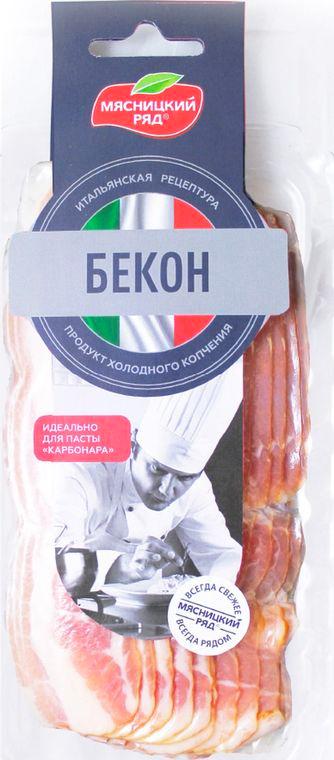 МЯСНИЦКИЙ
РЯД®
ИТАЛЬЯНСКАЯ РЕЦЕПТУРА
БЕКОН
ПРОДУКТ ХОЛОДНОГО КОПЧЕНИЯ
ИДЕАЛЬНО
ДЛЯ ПАСТЫ
«КАРБОНАРА»
ВСЕГДА СВЕЖЕЕ
МЯСНИЦКИЙ
РЯД
ВСЕГДА РЯДОМ